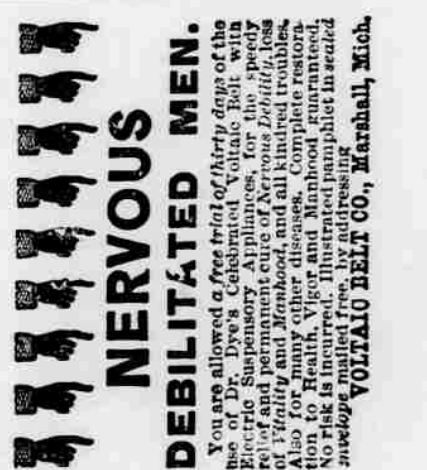 NERVOUS
DEBILITATED MEN.
You are allowed a free trial of thirty days of the
use of Dr. Dye's Celebrated Voltaic Belt with
Electric Suspensory Appliances, for the speedy
relief and permanent cure of Nervous Debility, loss
of Vitality and Manhood, and all kindred troubles.
Also for many other diseases. Complete restora-
tion to Health, Vigor and Manhood guaranteed.
No risk is incurred. Illustrated pamphlet in sealed
envelope mailed free, by addressing
VOLTAIC BELT CO., Marshall, Mich.